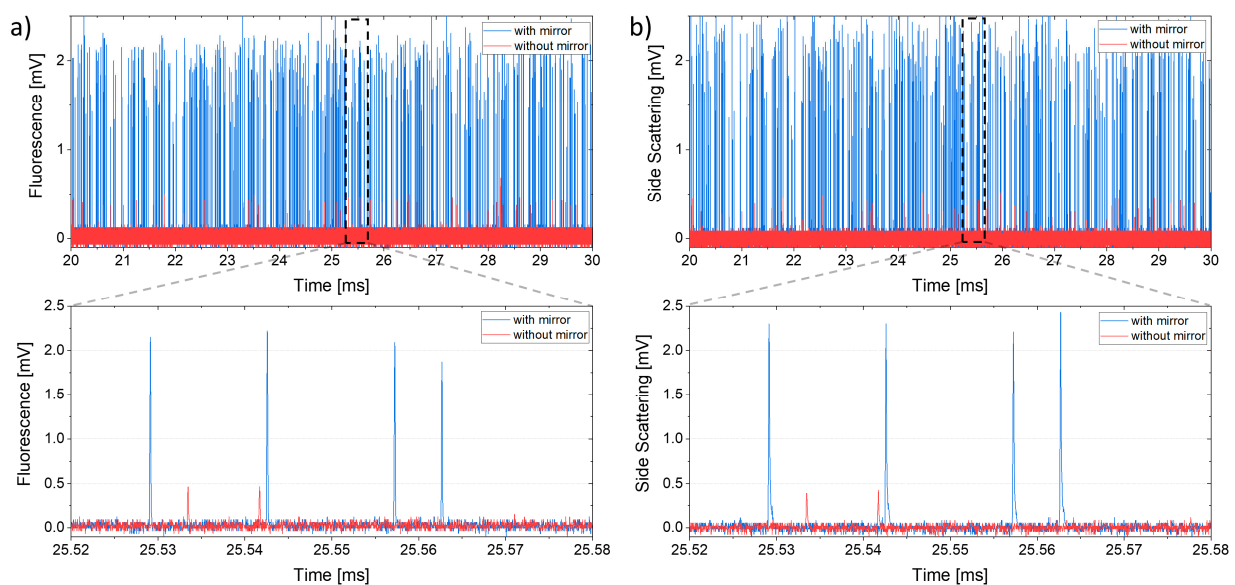 a)
Fluorescence [mV]
2
1
0
with mirror
without mirror
20 21 22 23 24 25 26 27 28 29 30
Time [ms]
Fluorescence [mV]
2.5
2.0
1.5
1.0
0.5
0.0
with mirror
without mirror
25.52 25.53 25.54 25.55 25.56 25.57 25.58
Time [ms]
b)
Side Scattering [mV]
2
1
0
with mirror
without mirror
20 21 22 23 24 25 26 27 28 29 30
Time [ms]
Side Scattering [mV]
2.5
2.0
1.5
1.0
0.5
0.0
with mirror
without mirror
25.52 25.53 25.54 25.55 25.56 25.57 25.58
Time [ms]